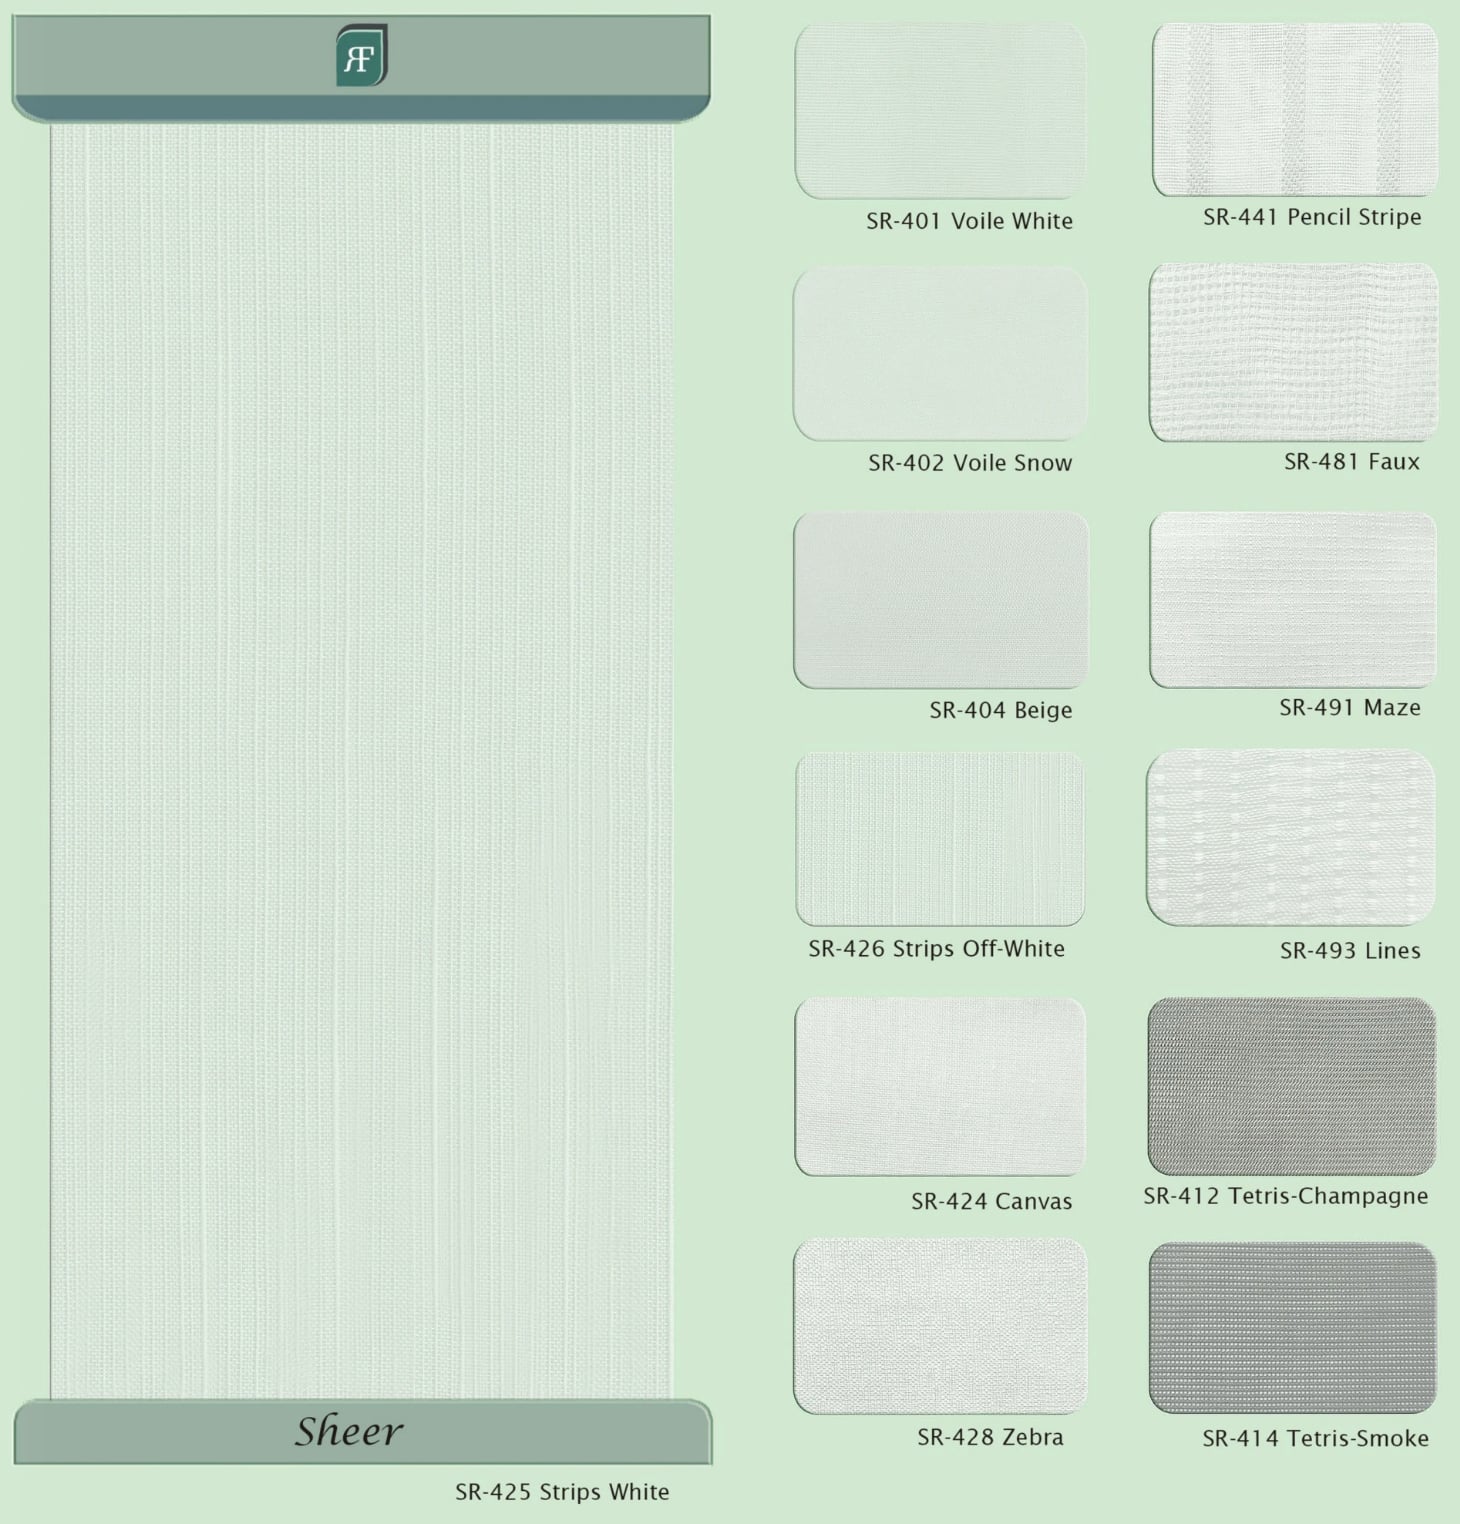 RF
Sheer
SR-425 Strips White
SR-401 Voile White
SR-402 Voile Snow
SR-404 Beige
SR-426 Strips Off-White
SR-424 Canvas
SR-428 Zebra
SR-441 Pencil Stripe
SR-481 Faux
SR-491 Maze
SR-493 Lines
SR-412 Tetris-Champagne
SR-414 Tetris-Smoke